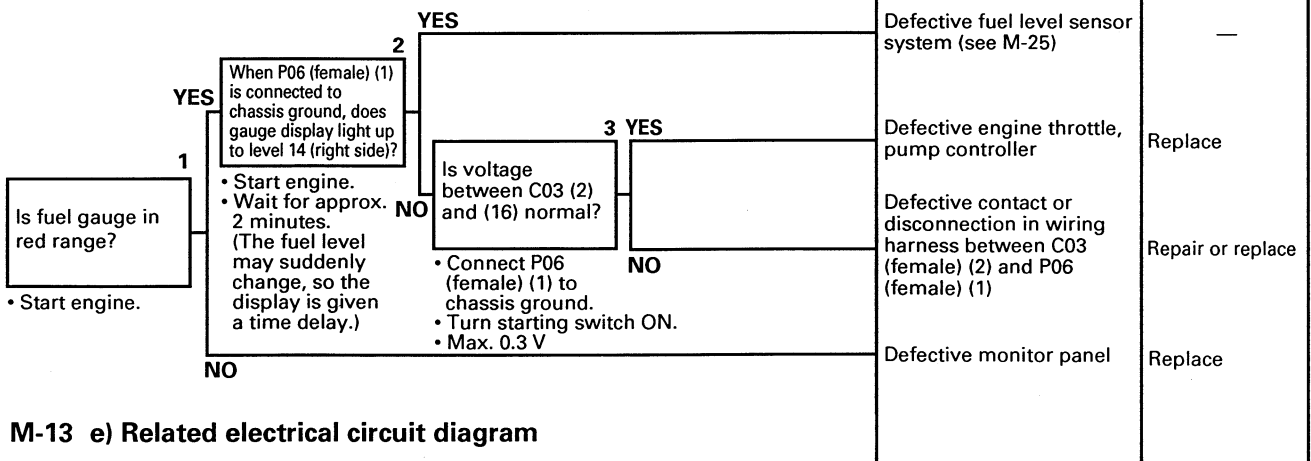 1
Is fuel gauge in
red range?
• Start engine.
YES
NO
2
When P06 (female) (1)
is connected to
chassis ground, does
gauge display light up
to level 14 (right side)?
• Start engine.
• Wait for approx.
2 minutes.
(The fuel level
may suddenly
change, so the
display is given
a time delay.)
YES
NO
3
Is voltage
between C03 (2)
and (16) normal?
• Connect P06
(female) (1) to
chassis ground.
• Turn starting switch ON.
• Max. 0.3 V
YES
NO
Defective fuel level sensor
system (see M-25)
—
Defective engine throttle,
pump controller
Replace
Defective contact or
disconnection in wiring
harness between C03
(female) (2) and P06
(female) (1)
Repair or replace
Defective monitor panel
Replace
M-13 e) Related electrical circuit diagram